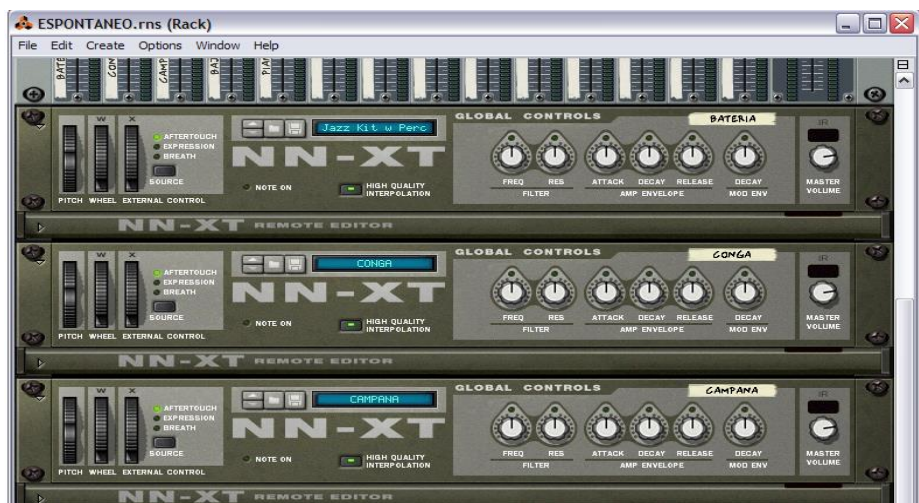 ESPONTANEO.rns (Rack)
File Edit Create Options Window Help
BATE CON CAMP BAJ PIA
GLOBAL CONTROLS BATERIA
W X
AFTERTOUCH
EXPRESSION
BREATH
SOURCE
PITCH WHEEL EXTERNAL CONTROL
Jazz Kit w Perc
NN-XT
NOTE ON HIGH QUALITY
INTERPOLATION
FREQ RES ATTACK DECAY RELEASE DECAY
FILTER AMP ENVELOPE MOD ENV
MASTER
VOLUME
NN-XT REMOTE EDITOR
GLOBAL CONTROLS CONGA
W X
AFTERTOUCH
EXPRESSION
BREATH
SOURCE
PITCH WHEEL EXTERNAL CONTROL
CONGA
NN-XT
NOTE ON HIGH QUALITY
INTERPOLATION
FREQ RES ATTACK DECAY RELEASE DECAY
FILTER AMP ENVELOPE MOD ENV
MASTER
VOLUME
NN-XT REMOTE EDITOR
GLOBAL CONTROLS CAMPANA
W X
AFTERTOUCH
EXPRESSION
BREATH
SOURCE
PITCH WHEEL EXTERNAL CONTROL
CAMPANA
NN-XT
NOTE ON HIGH QUALITY
INTERPOLATION
FREQ RES ATTACK DECAY RELEASE DECAY
FILTER AMP ENVELOPE MOD ENV
MASTER
VOLUME
NN-XT REMOTE EDITOR